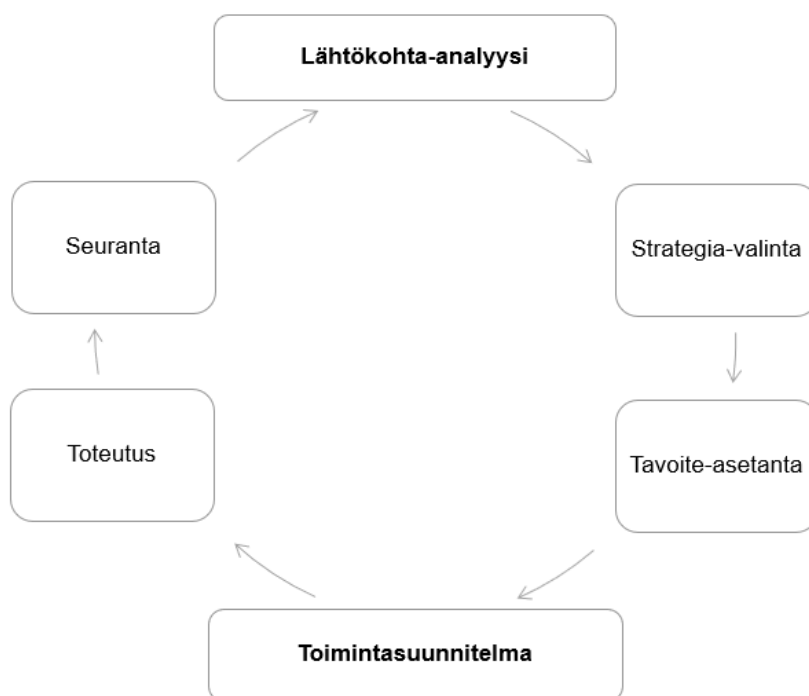 Lähtökohta-analyysi
Seuranta
Strategia-valinta
Toteutus
Tavoite-asetanta
Toimintasuunnitelma